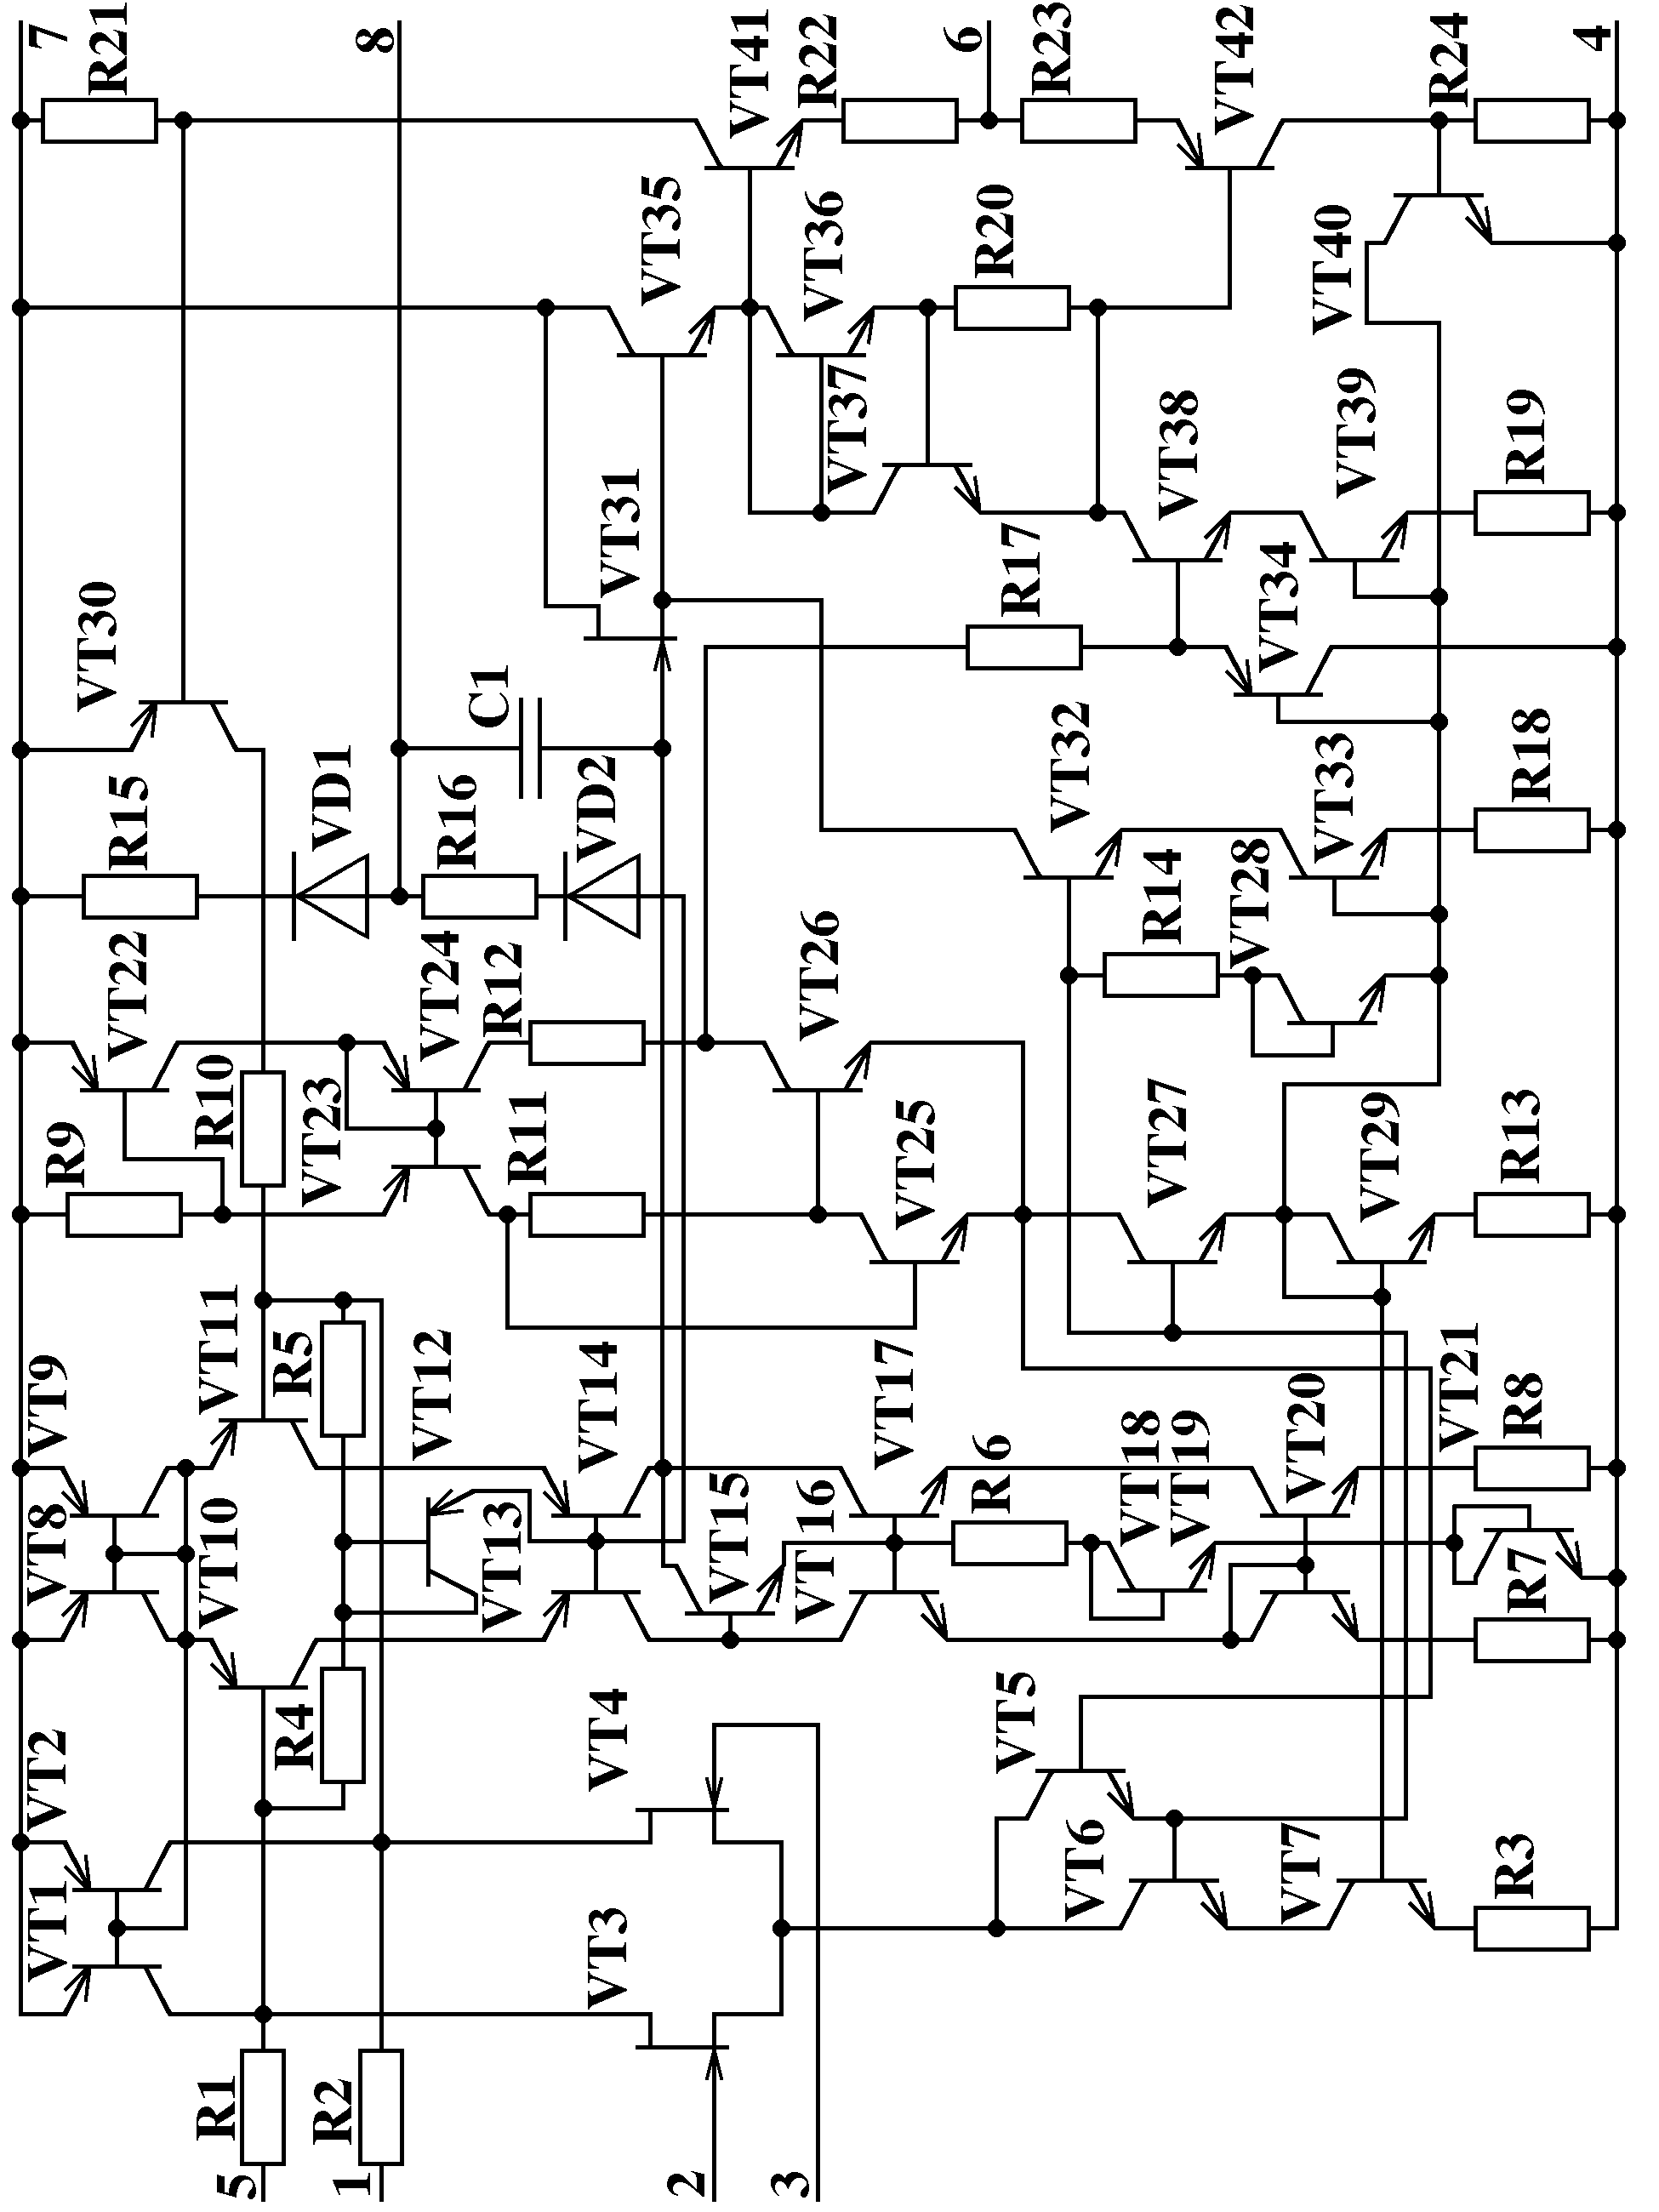 7
R21
8
VT41
R22
6
R23
VT42
R24
4
VT35
VT36
R20
VT40
VT37
VT38
VT39
R19
VT30
VT31
R17
VT34
C1
R15
VD1
R16
VD2
VT32
VT33
R18
R14
VT28
VT22
VT24
R12
VT26
R9
R10
VT23
R11
VT25
VT27
VT29
R13
VT9
VT11
R5
VT12
VT14
VT17
R6
VT18
VT19
VT20
VT21
R8
VT8
VT10
VT13
VT15
VT16
R7
VT2
R4
VT4
VT5
VT1
VT3
VT6
VT7
R3
R1
R2
5
1
2
3